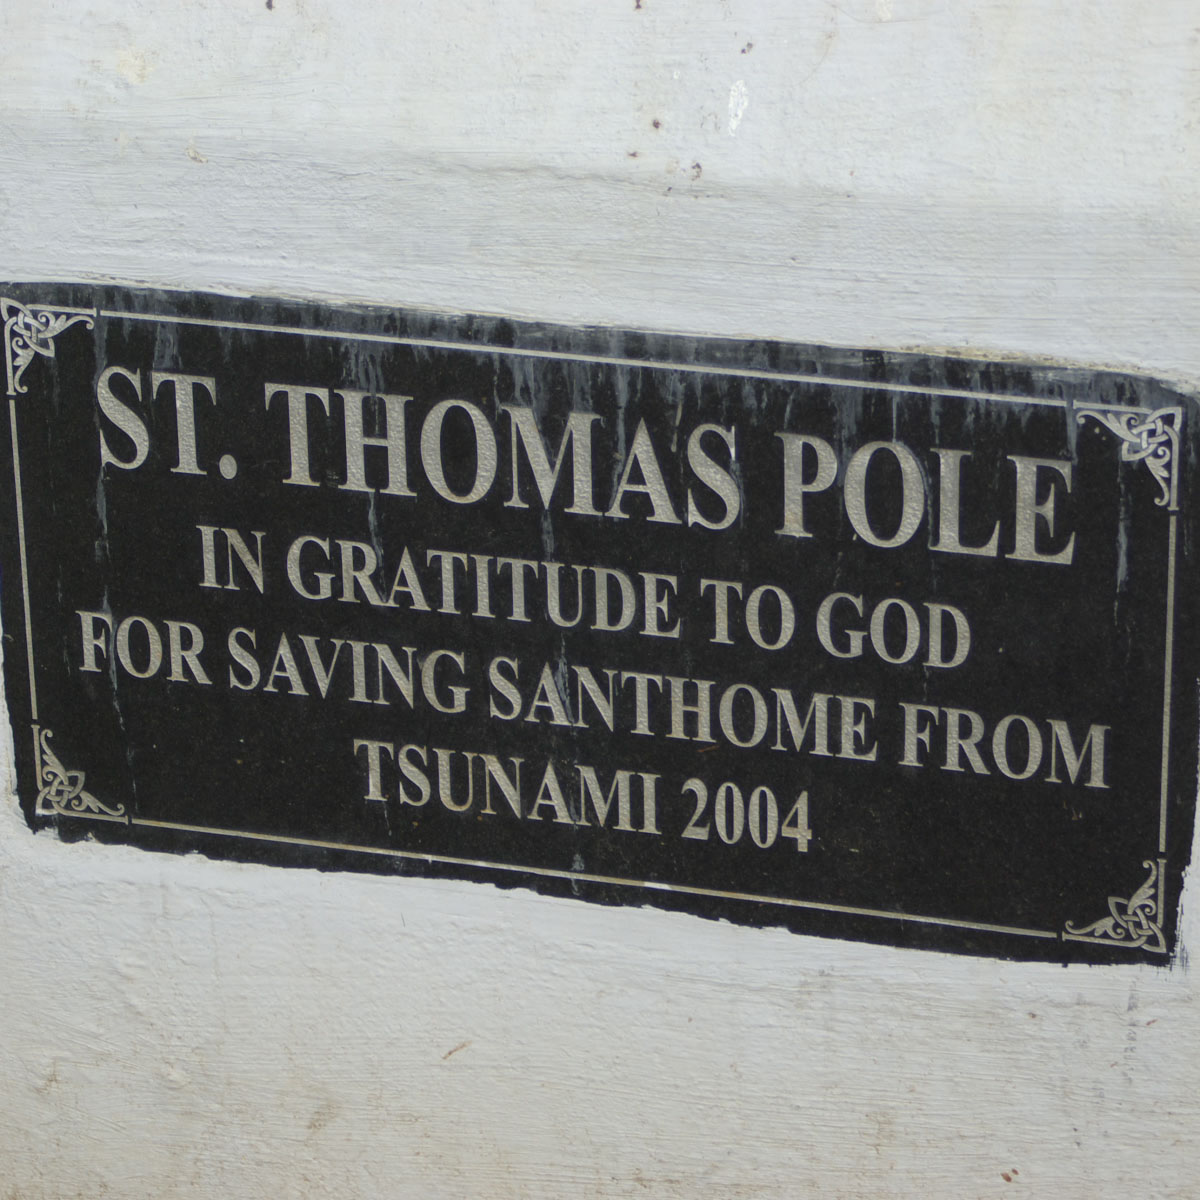 ST. THOMAS POLE
IN GRATITUDE TO GOD
FOR SAVING SANTHOME FROM
TSUNAMI 2004